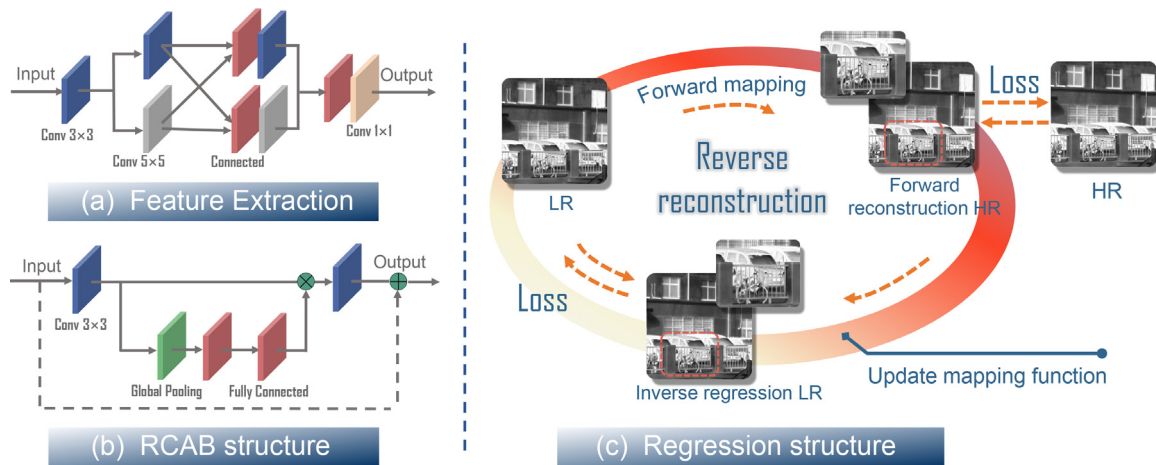 Input
Output
Conv 3×3
Conv 5×5
Connected
Conv 1×1
(a) Feature Extraction
Input
Output
Conv 3×3
Global Pooling
Fully Connected
(b) RCAB structure
Forward mapping
Loss
Reverse
reconstruction
LR
Forward
reconstruction HR
HR
Loss
Inverse regression LR
Update mapping function
(c) Regression structure